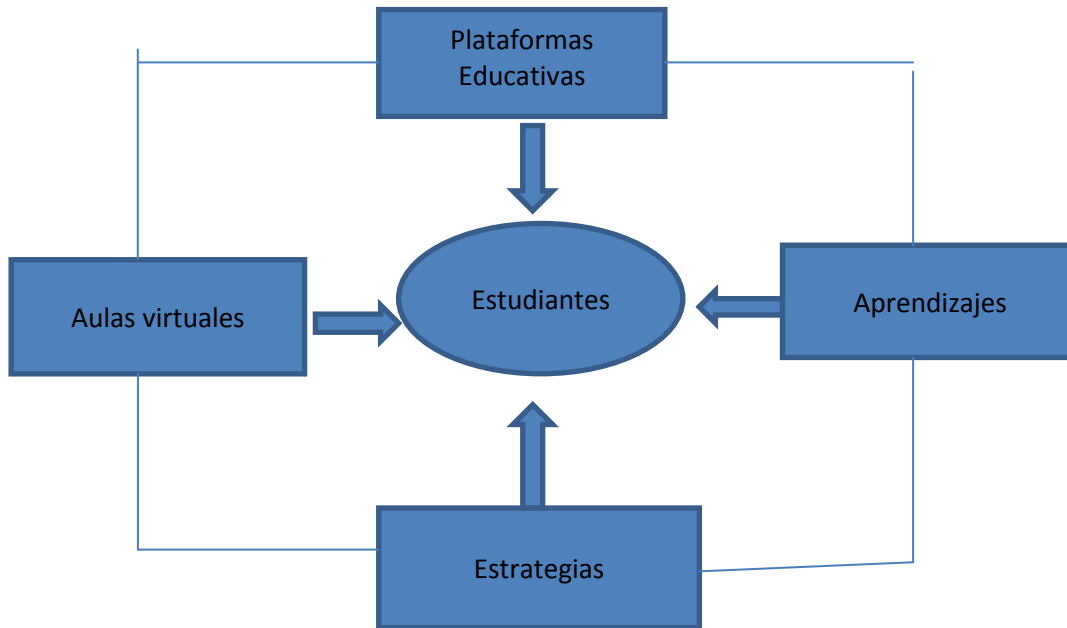 Plataformas
Educativas
Aulas virtuales
Estudiantes
Aprendizajes
Estrategias